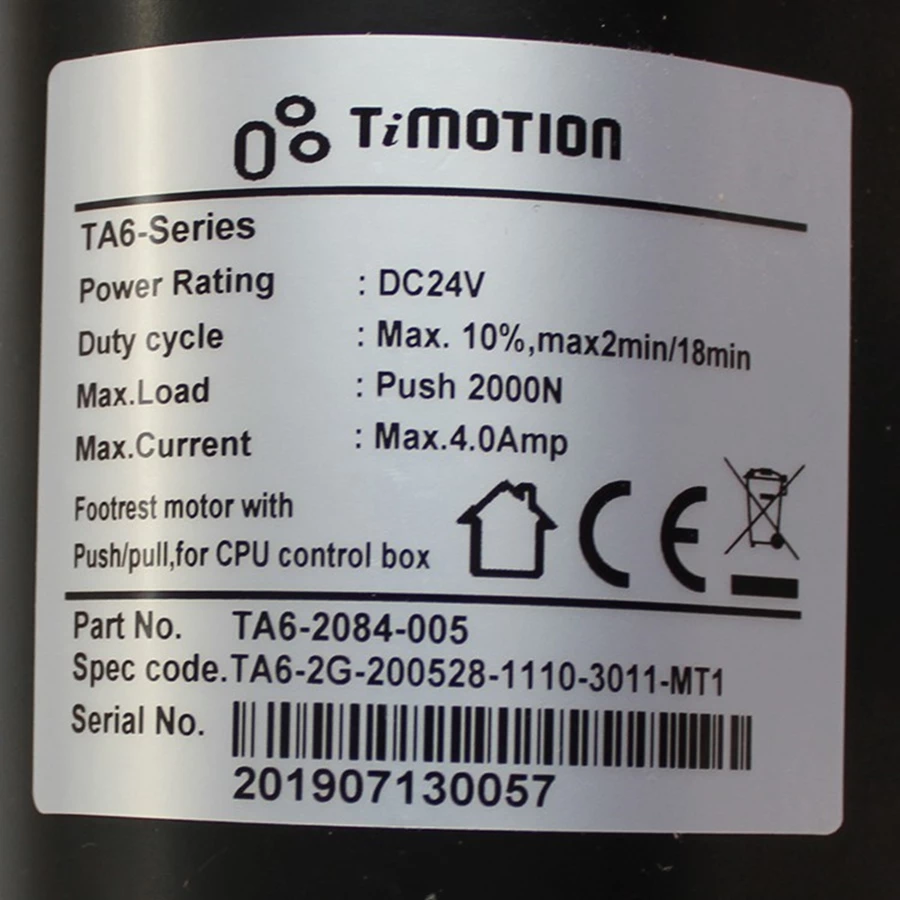 TiMOTION
TA6-Series
Power Rating : DC24V
Duty cycle : Max. 10%,max2min/18min
Max.Load : Push 2000N
Max.Current : Max.4.0Amp
Footrest motor with
Push/pull,for CPU control box
CE
Part No. TA6-2084-005
Spec code.TA6-2G-200528-1110-3011-MT1
Serial No.
201907130057